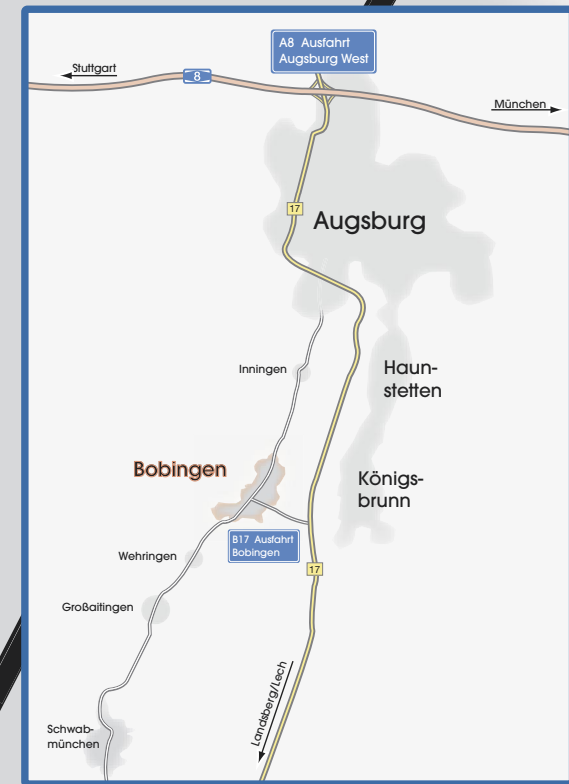 A8 Ausfahrt
Augsburg West
Stuttgart
8
München
17
Augsburg
Inningen
Haun-
stetten
Bobingen
Königs-
brunn
B17 Ausfahrt
Bobingen
Wehringen
17
Großaitingen
Landsberg/Lech
Schwab-
münchen